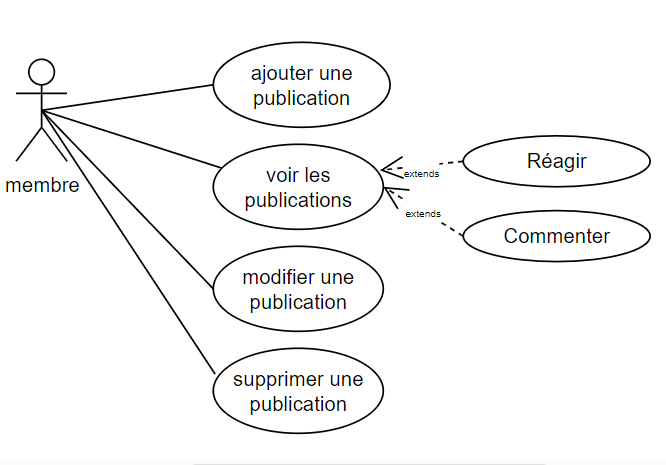 ajouter une
publication
membre
voir les
publications
extends
Réagir
extends
Commenter
modifier une
publication
supprimer une
publication